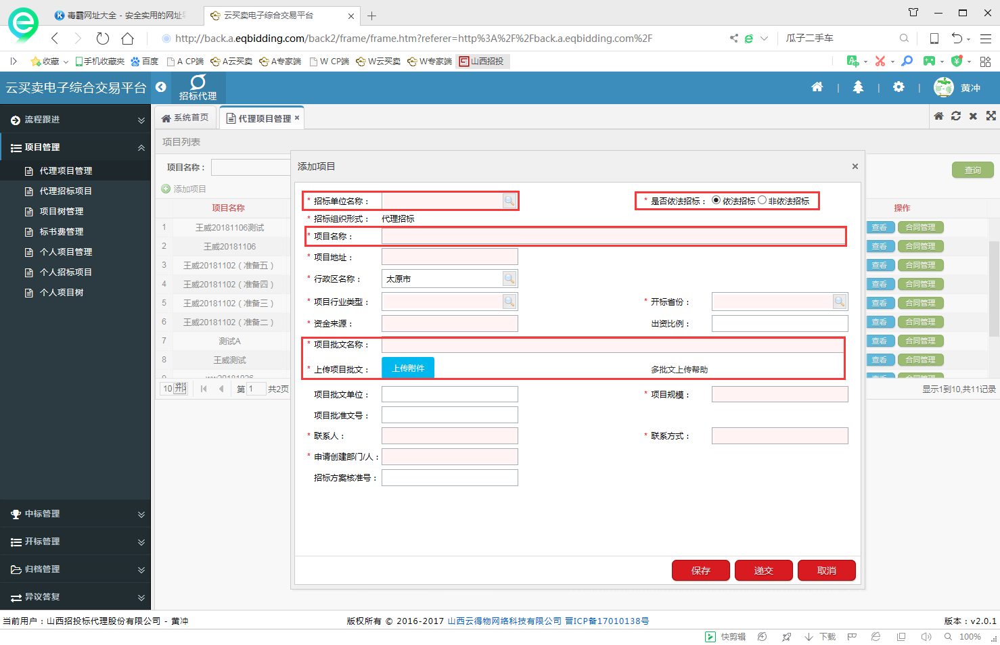 毒霸网址大全 - 安全实用的网址导
云买卖电子综合交易平台
http://back.a.eqbidding.com/back2/frame/frame.htm?referer=http%3A%2F%2Fback.a.eqbidding.com%2F
瓜子二手车
收藏 手机收藏夹 百度 A CP端 A云买卖 A专家端 W CP端 W云买卖 W专家端 山西招投
云买卖电子综合交易平台
招标代理
黄冲
流程跟进
项目管理
代理项目管理
代理招标项目
项目树管理
标书费管理
个人项目管理
个人招标项目
个人项目树
中标管理
开标管理
归档管理
异议答复
系统首页 代理项目管理
项目列表
项目名称：
查询
添加项目
项目名称 操作
1 王威20181106测试 查看 合同管理
2 王威20181106 查看 合同管理
3 王威20181102（准备五） 查看 合同管理
4 王威20181102（准备四） 查看 合同管理
5 王威20181102（准备三） 查看 合同管理
6 王威20181102（准备二） 查看 合同管理
7 测试A 查看 合同管理
8 王威测试 查看 合同管理
9 ww20181026 查看 合同管理
10 第 1 共2页 显示1到10,共11记录
添加项目
* 招标单位名称： * 是否依法招标： 依法招标 非依法招标
* 招标组织形式： 代理招标
* 项目名称：
* 项目地址：
* 行政区名称： 太原市
* 项目行业类型： * 开标省份：
* 资金来源： 出资比例：
* 项目批文名称：
* 上传项目批文： 上传附件 多批文上传帮助
项目批文单位： * 项目规模：
项目批准文号：
* 联系人： * 联系方式：
* 申请创建部门/人：
招标方案核准号：
保存 递交 取消
当前用户：山西招投标代理股份有限公司 - 黄冲 版权所有 © 2016-2017 山西云得物网络科技有限公司 晋ICP备17010138号 版本：v2.0.1
快剪辑 下载 100%